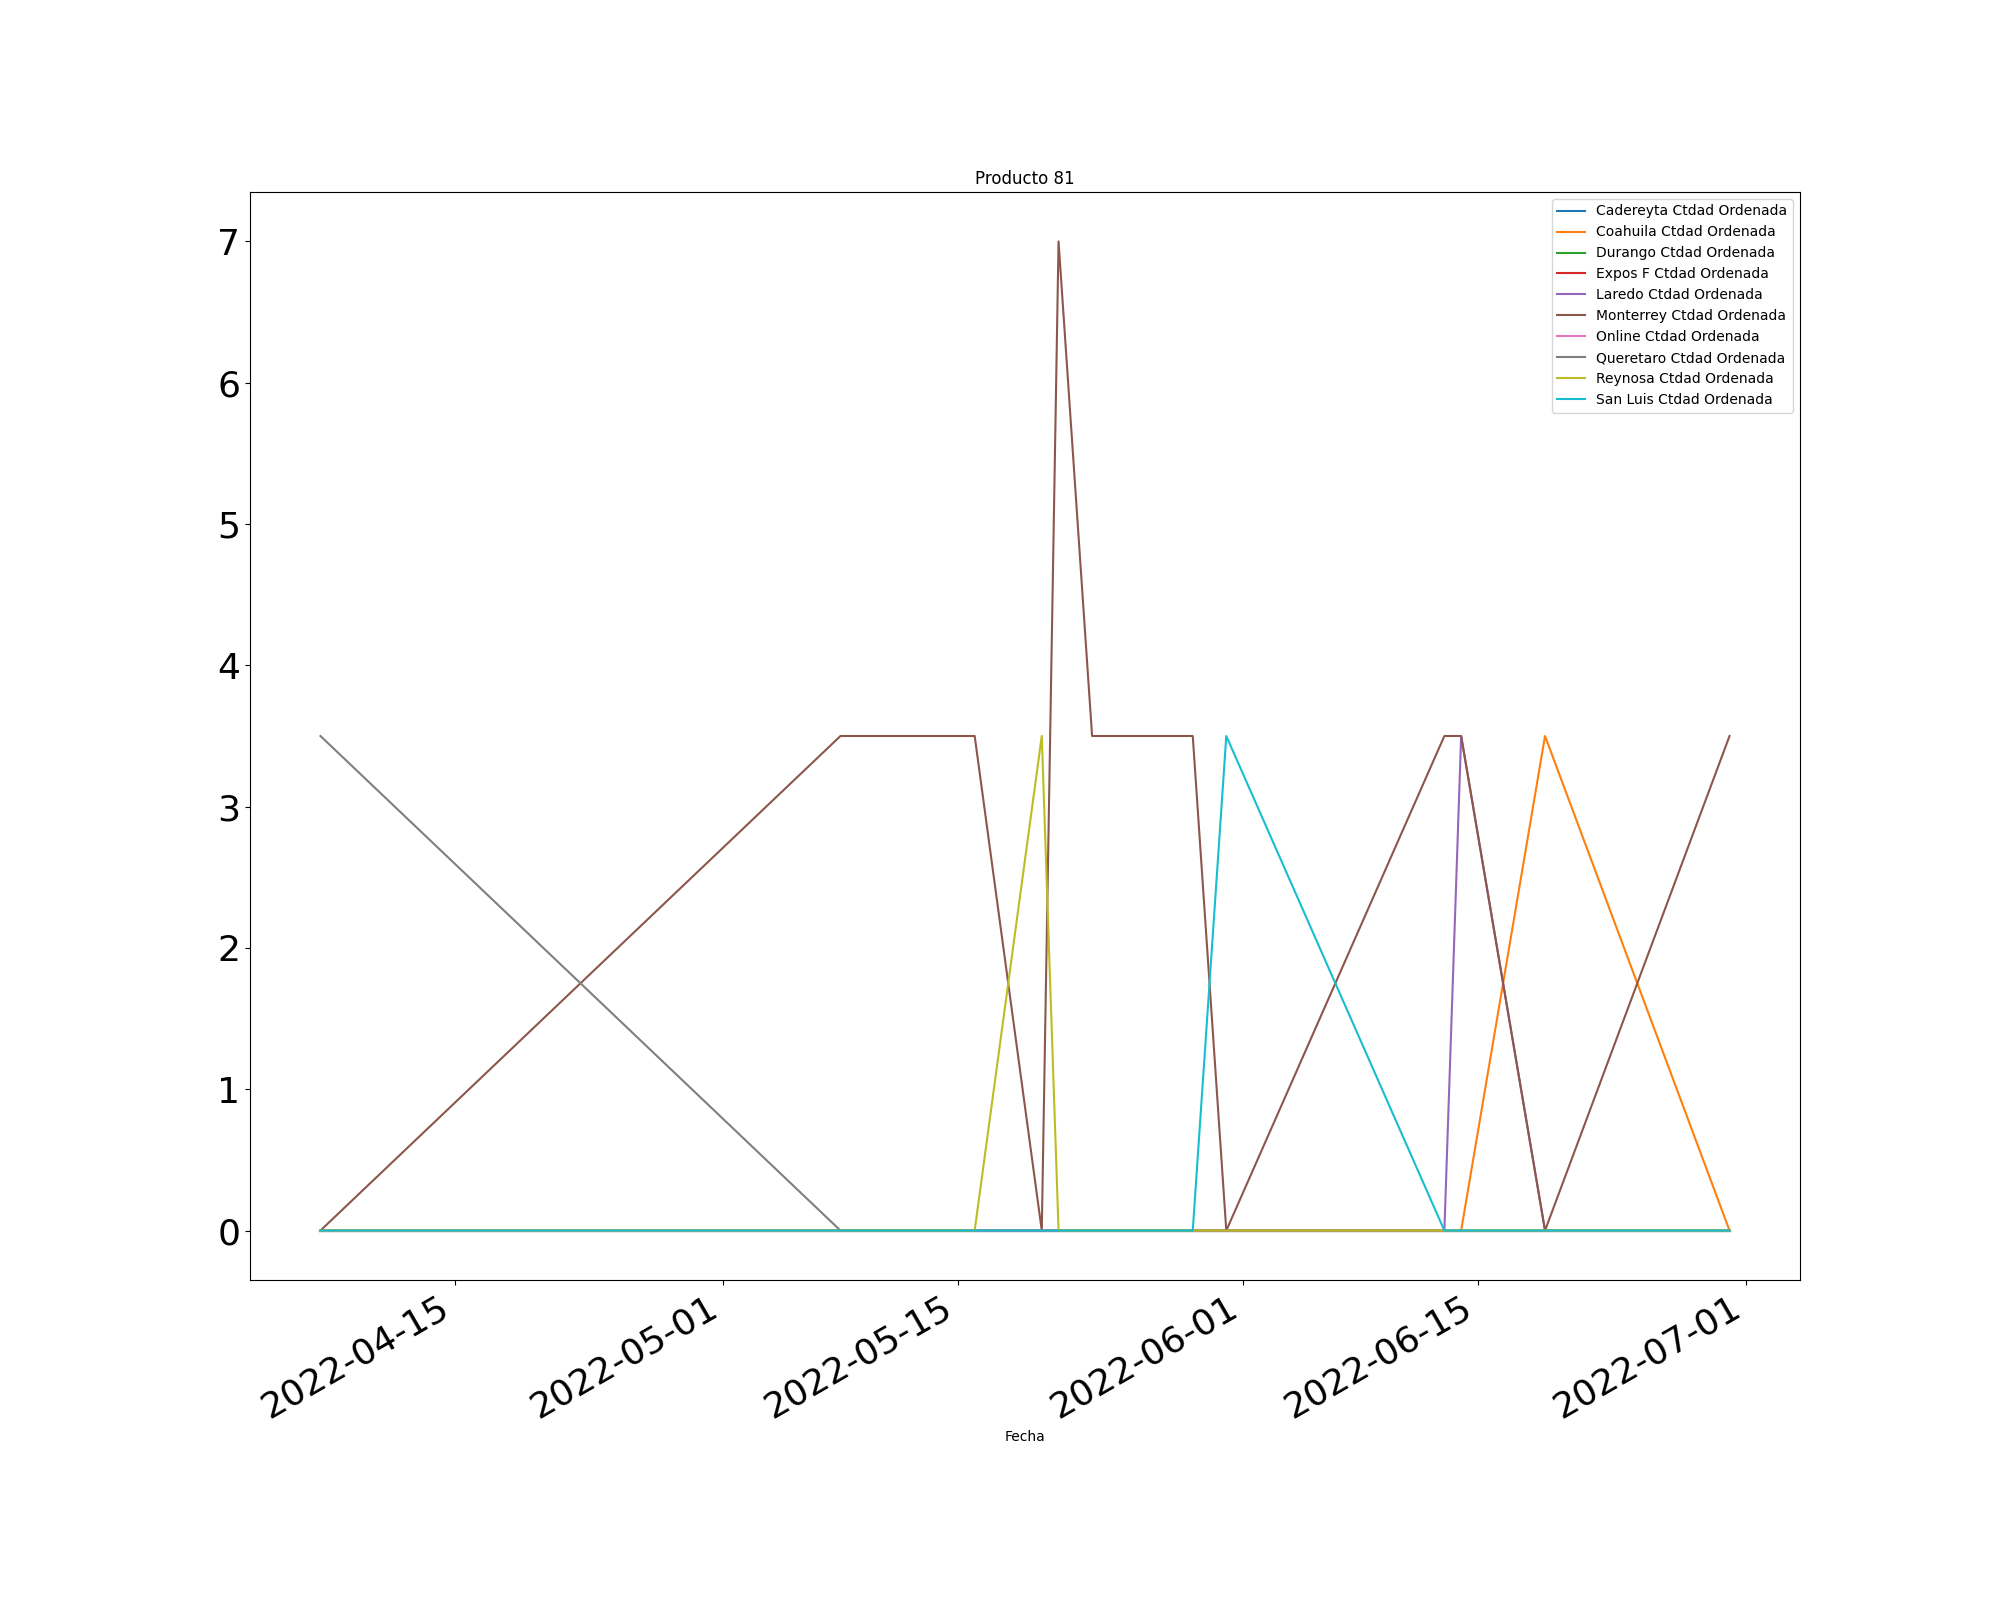 Producto 81
7
6
5
4
3
2
1
0
Cadereyta Ctdad Ordenada
Coahuila Ctdad Ordenada
Durango Ctdad Ordenada
Expos F Ctdad Ordenada
Laredo Ctdad Ordenada
Monterrey Ctdad Ordenada
Online Ctdad Ordenada
Queretaro Ctdad Ordenada
Reynosa Ctdad Ordenada
San Luis Ctdad Ordenada
2022-04-15
2022-05-01
2022-05-15
2022-06-01
2022-06-15
2022-07-01
Fecha